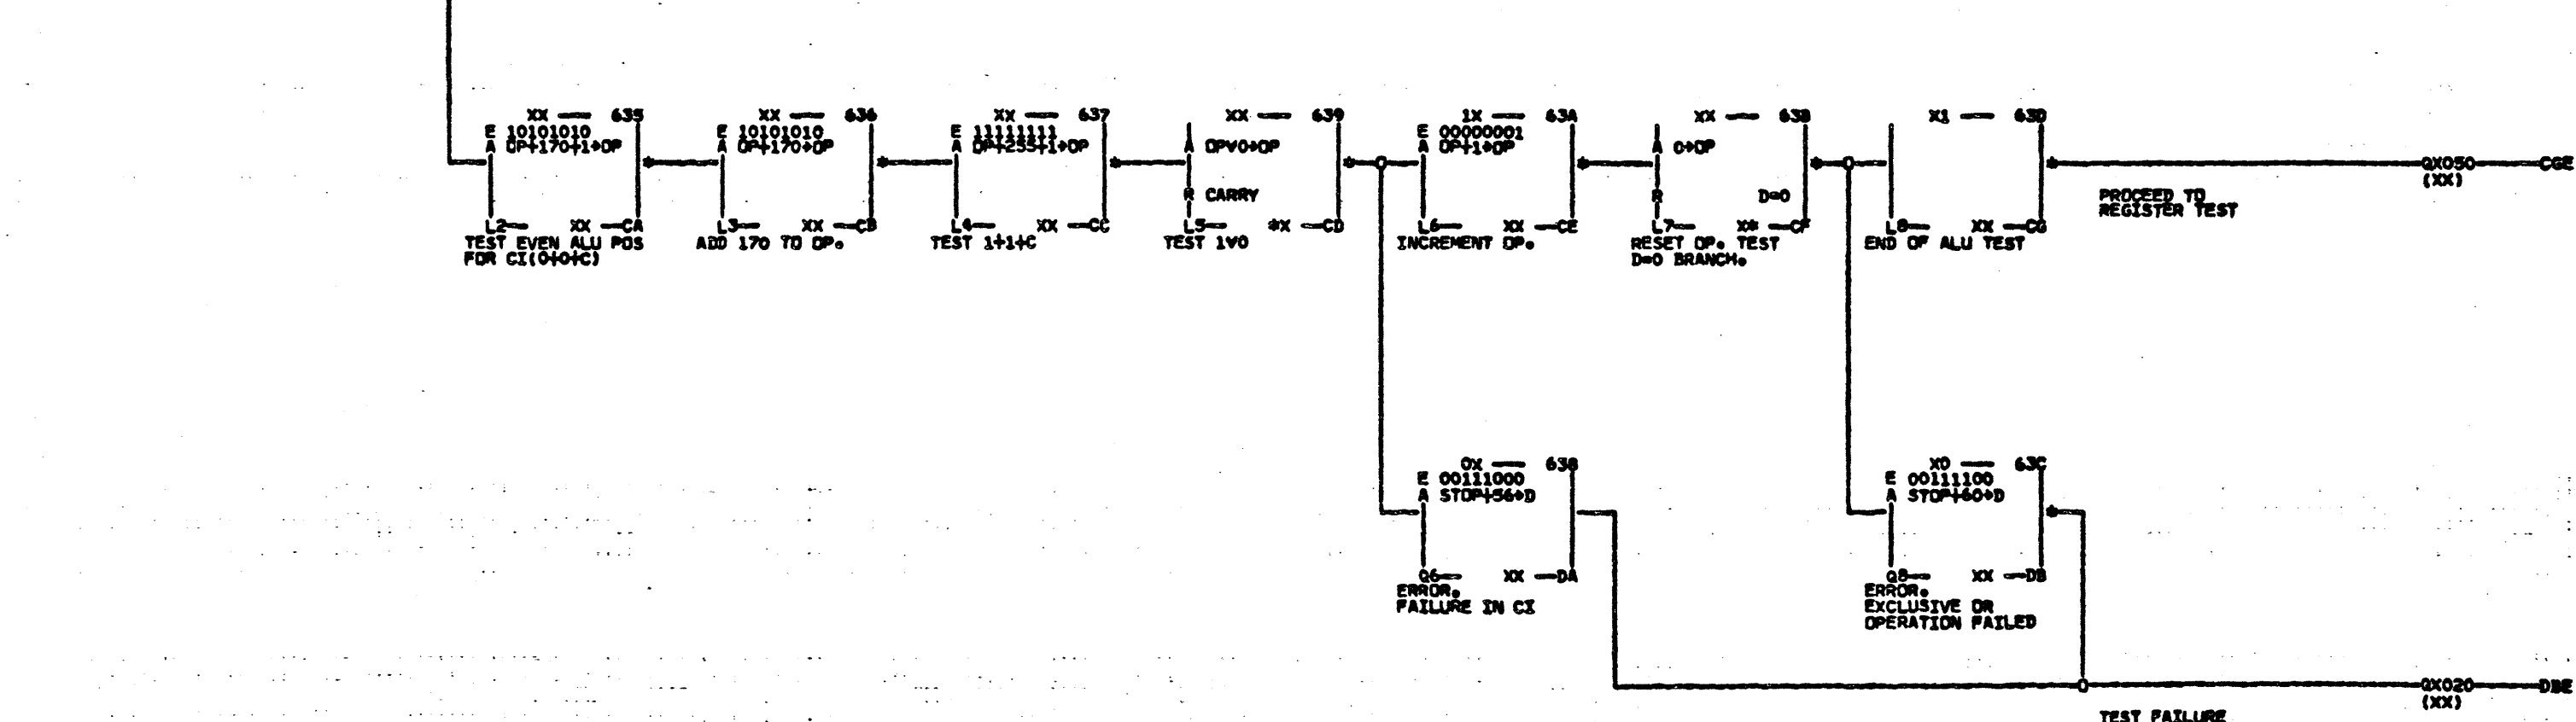 XX — 635
E 10101010
A OP+170+1→OP
L2— XX —CA
TEST EVEN ALU POS
FOR CI(0+0+C)
XX — 636
E 10101010
A OP+170→OP
L3— XX —CB
ADD 170 TO OP.
XX — 637
E 11111111
A OP+255+1→OP
L4— XX —CC
TEST 1+1+C
XX — 639
A OPV0→OP
R CARRY
L5— *X —CD
TEST 1V0
1X — 63A
E 00000001
A OP+1→OP
L6— XX —CE
INCREMENT OP.
XX — 63B
A 0→OP
R D=0
L7— X* —CF
RESET OP. TEST
D=0 BRANCH.
X1 — 63D
L8— XX —CG
END OF ALU TEST
QX050 CGE
(XX)
PROCEED TO
REGISTER TEST
0X — 638
E 00111000
A STOP+56→D
Q6— XX —DA
ERROR.
FAILURE IN CI
X0 — 63C
E 00111100
A STOP+60→D
Q8— XX —DB
ERROR.
EXCLUSIVE OR
OPERATION FAILED
QX020 DBE
(XX)
TEST FAILURE